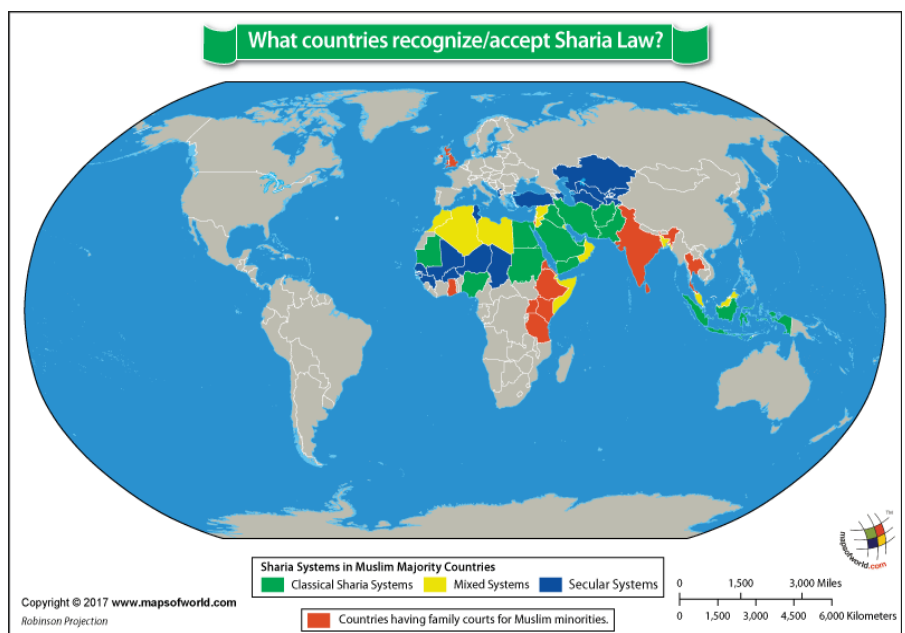 What countries recognize/accept Sharia Law?
TM
mapsofworld.com
Sharia Systems in Muslim Majority Countries
Classical Sharia Systems Mixed Systems Secular Systems
0 1,500 3,000 Miles
0 1,500 3,000 4,500 6,000 Kilometers
Copyright © 2017 www.mapsofworld.com
Robinson Projection
Countries having family courts for Muslim minorities.